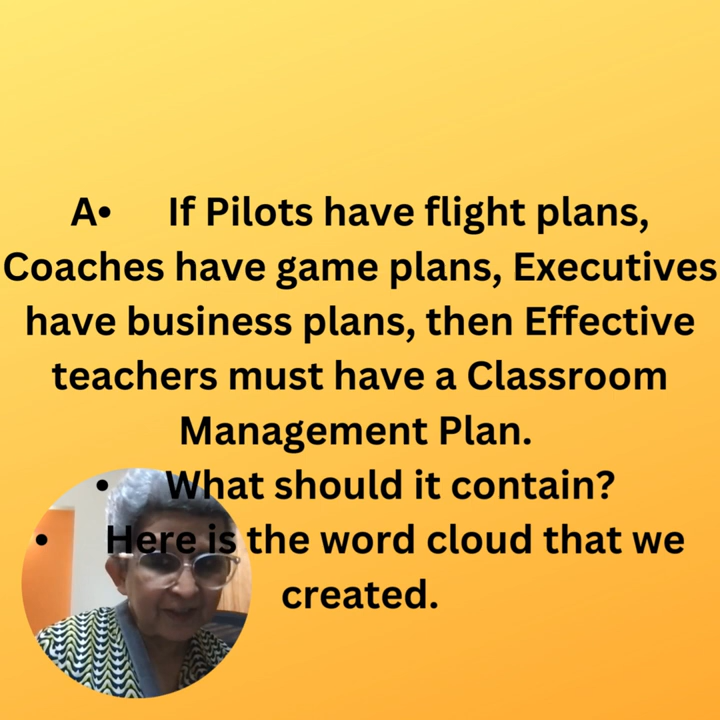 A• If Pilots have flight plans,
Coaches have game plans, Executives
have business plans, then Effective
teachers must have a Classroom
Management Plan.
• What should it contain?
• Here is the word cloud that we
created.